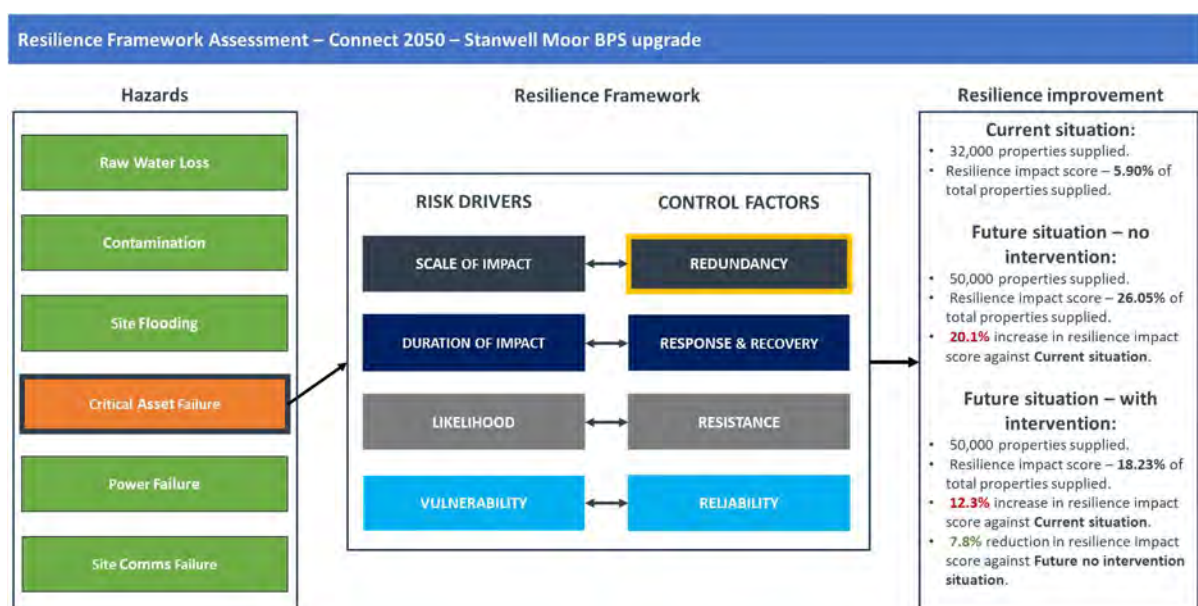 Resilience Framework Assessment – Connect 2050 – Stanwell Moor BPS upgrade
Hazards
Raw Water Loss
Contamination
Site Flooding
Critical Asset Failure
Power Failure
Site Comms Failure
Resilience Framework
RISK DRIVERS
CONTROL FACTORS
SCALE OF IMPACT
REDUNDANCY
DURATION OF IMPACT
RESPONSE & RECOVERY
LIKELIHOOD
RESISTANCE
VULNERABILITY
RELIABILITY
Resilience improvement
Current situation:
• 32,000 properties supplied.
• Resilience impact score – 5.90% of
total properties supplied.
Future situation – no
intervention:
• 50,000 properties supplied.
• Resilience impact score – 26.05% of
total properties supplied.
• 20.1% increase in resilience impact
score against Current situation.
Future situation – with
intervention:
• 50,000 properties supplied.
• Resilience impact score – 18.23% of
total properties supplied.
• 12.3% increase in resilience impact
score against Current situation.
• 7.8% reduction in resilience impact
score against Future no intervention
situation.